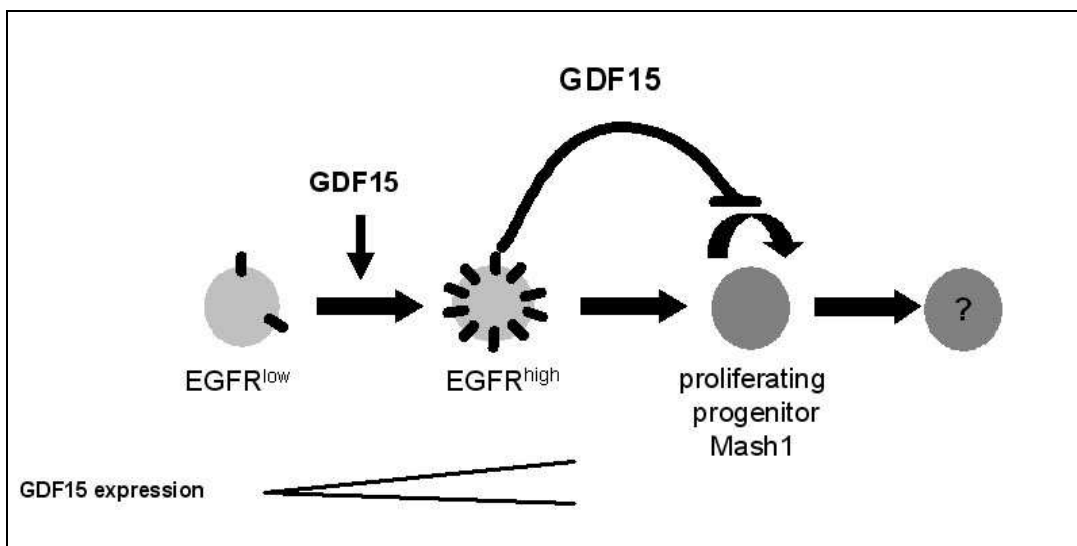 GDF15
GDF15
EGFRlow
EGFRhigh
proliferating
progenitor
Mash1
?
GDF15 expression